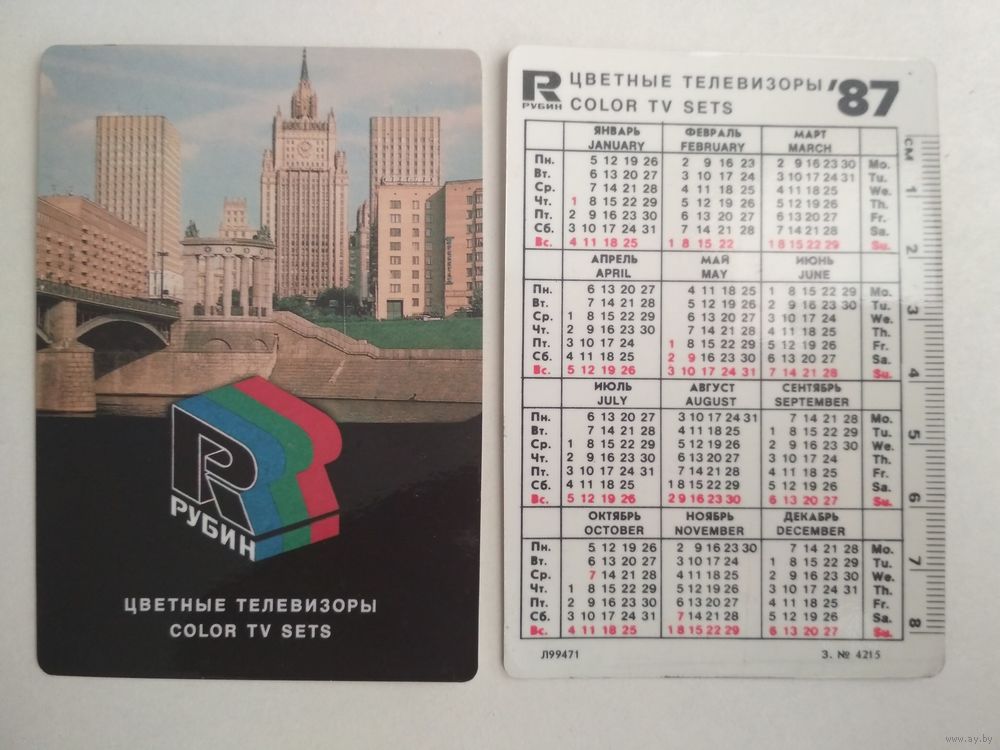 РУБИН
ЦВЕТНЫЕ ТЕЛЕВИЗОРЫ
COLOR TV SETS
R РУБИН ЦВЕТНЫЕ ТЕЛЕВИЗОРЫ '87
COLOR TV SETS
ЯНВАРЬ ФЕВРАЛЬ МАРТ
JANUARY FEBRUARY MARCH
Пн. 5 12 19 26 2 9 16 23 2 9 16 23 30 Mo.
Вт. 6 13 20 27 3 10 17 24 3 10 17 24 31 Tu.
Ср. 7 14 21 28 4 11 18 25 4 11 18 25 We.
Чт. 1 8 15 22 29 5 12 19 26 5 12 19 26 Th.
Пт. 2 9 16 23 30 6 13 20 27 6 13 20 27 Fr.
Сб. 3 10 17 24 31 7 14 21 28 7 14 21 28 Sa.
Вс. 4 11 18 25 1 8 15 22 1 8 15 22 29 Su.
АПРЕЛЬ МАЙ ИЮНЬ
APRIL MAY JUNE
Пн. 6 13 20 27 4 11 18 25 1 8 15 22 29 Mo.
Вт. 7 14 21 28 5 12 19 26 2 9 16 23 30 Tu.
Ср. 1 8 15 22 29 6 13 20 27 3 10 17 24 We.
Чт. 2 9 16 23 30 7 14 21 28 4 11 18 25 Th.
Пт. 3 10 17 24 1 8 15 22 29 5 12 19 26 Fr.
Сб. 4 11 18 25 2 9 16 23 30 6 13 20 27 Sa.
Вс. 5 12 19 26 3 10 17 24 31 7 14 21 28 Su.
ИЮЛЬ АВГУСТ СЕНТЯБРЬ
JULY AUGUST SEPTEMBER
Пн. 6 13 20 27 3 10 17 24 31 7 14 21 28 Mo.
Вт. 7 14 21 28 4 11 18 25 1 8 15 22 29 Tu.
Ср. 1 8 15 22 29 5 12 19 26 2 9 16 23 30 We.
Чт. 2 9 16 23 30 6 13 20 27 3 10 17 24 Th.
Пт. 3 10 17 24 31 7 14 21 28 4 11 18 25 Fr.
Сб. 4 11 18 25 1 8 15 22 29 5 12 19 26 Sa.
Вс. 5 12 19 26 2 9 16 23 30 6 13 20 27 Su.
ОКТЯБРЬ НОЯБРЬ ДЕКАБРЬ
OCTOBER NOVEMBER DECEMBER
Пн. 5 12 19 26 2 9 16 23 30 7 14 21 28 Mo.
Вт. 6 13 20 27 3 10 17 24 1 8 15 22 29 Tu.
Ср. 7 14 21 28 4 11 18 25 2 9 16 23 30 We.
Чт. 1 8 15 22 29 5 12 19 26 3 10 17 24 31 Th.
Пт. 2 9 16 23 30 6 13 20 27 4 11 18 25 Fr.
Сб. 3 10 17 24 31 7 14 21 28 5 12 19 26 Sa.
Вс. 4 11 18 25 1 8 15 22 29 6 13 20 27 Su.
СМ
1
2
3
4
5
6
7
8
Л99471 З. № 4215
www.ay.by